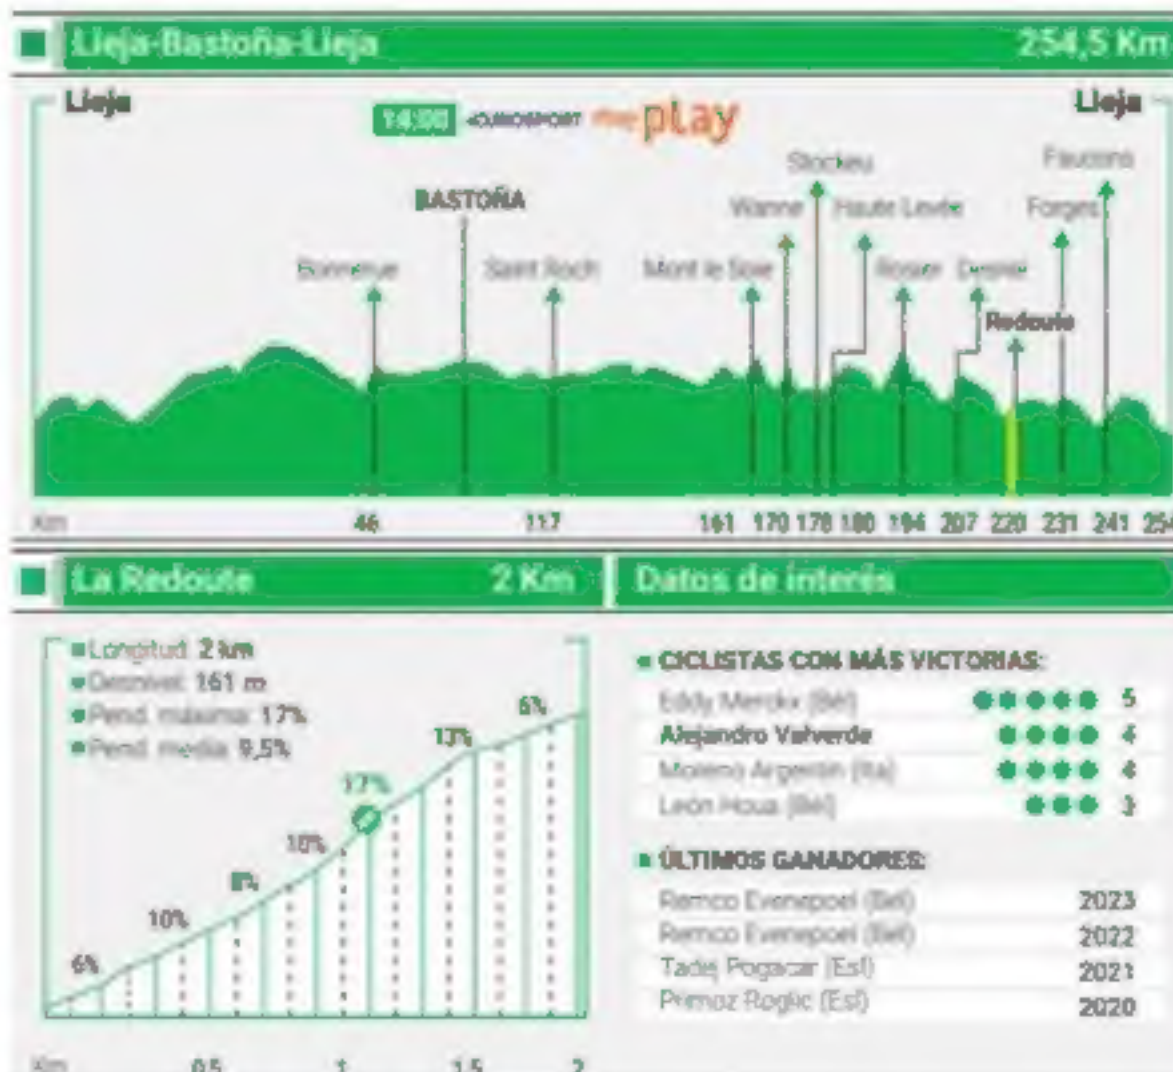 Lieja-Bastoña-Lieja 254,5 Km
Lieja Lieja
14:00 EUROSPORT play
Stockeu Faucons
BASTOÑA Wanne Haute Levée Forges
Saint Roch Mont le Soie Rosier
Redoute
Km 46 117 161 170 178 180 194 207 220 231 241 254
La Redoute 2 Km
Longitud: 2 km
Desnivel: 161 m
Pend. máxima: 17%
Pend. media: 9,5%
6%
13%
17%
10%
8%
10%
6%
Km 0,5 1 1,5 2
Datos de interés
CICLISTAS CON MÁS VICTORIAS:
Eddy Merckx (Bél) 5
Alejandro Valverde 4
Moreno Argentin (Ita) 4
León Houa (Bél) 3
ÚLTIMOS GANADORES:
Remco Evenepoel (Bél) 2023
Remco Evenepoel (Bél) 2022
Tadej Pogacar (Esl) 2021
Primoz Roglic (Esl) 2020